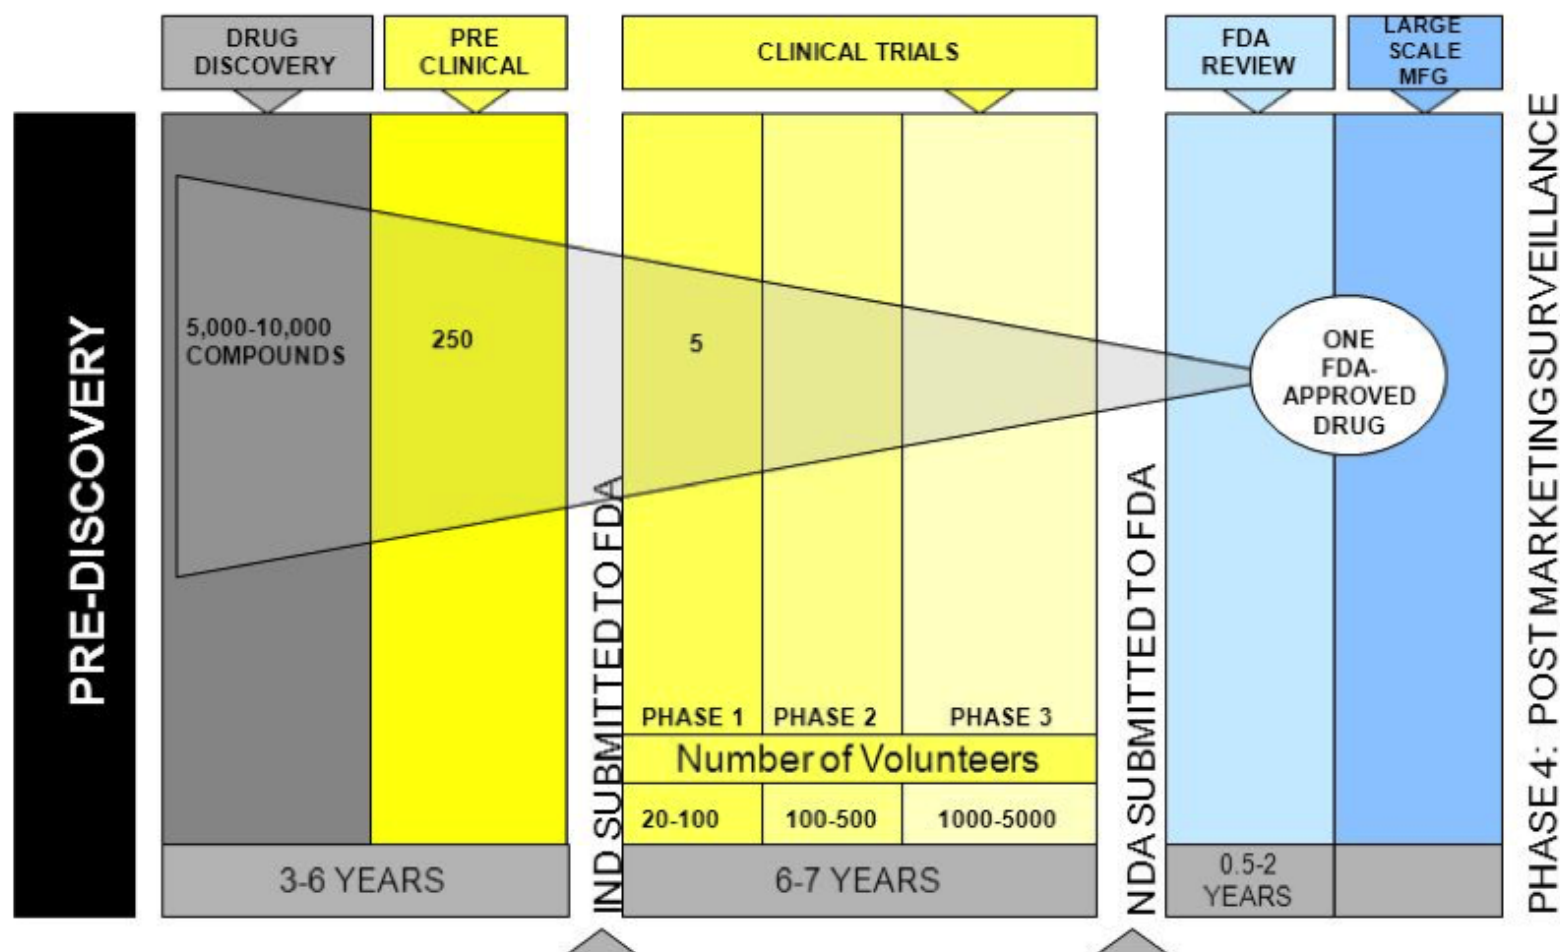 DRUG
DISCOVERY
PRE
CLINICAL
CLINICAL TRIALS
FDA
REVIEW
LARGE
SCALE
MFG
PRE-DISCOVERY
5,000-10,000
COMPOUNDS
250
IND SUBMITTED TO FDA
5
PHASE 1
PHASE 2
PHASE 3
Number of Volunteers
20-100
100-500
1000-5000
NDA SUBMITTED TO FDA
ONE
FDA-
APPROVED
DRUG
PHASE 4: POST MARKETING SURVEILLANCE
3-6 YEARS
6-7 YEARS
0.5-2
YEARS